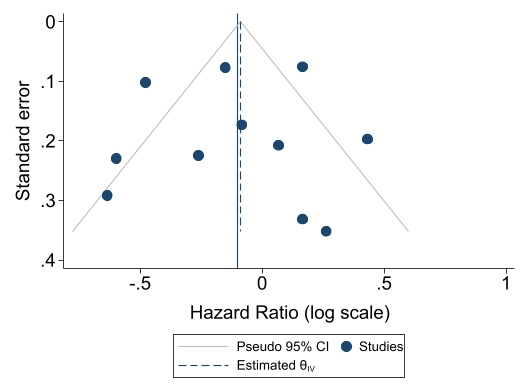 0
.1
.2
.3
.4
Standard error
-.5
0
.5
1
Hazard Ratio (log scale)
Pseudo 95% CI
Studies
Estimated θIV